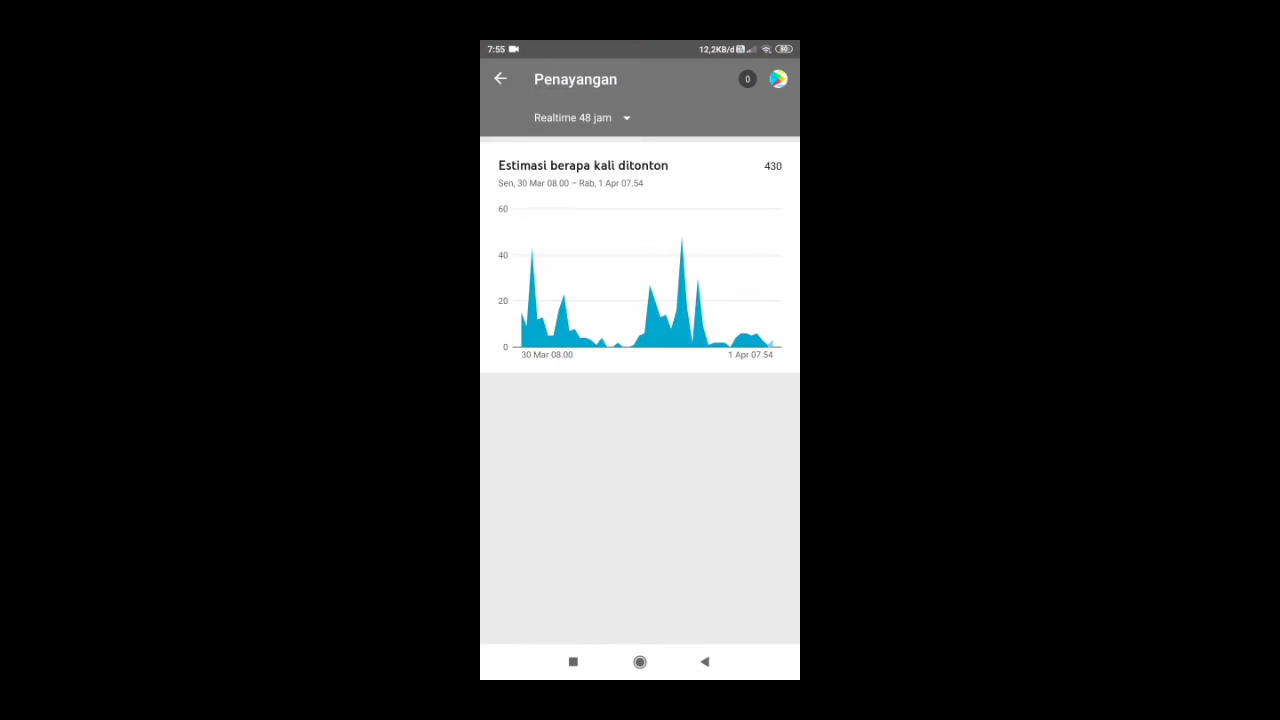 7:55 12,2KB/d 80
Penayangan 0
Realtime 48 jam
Estimasi berapa kali ditonton 430
Sen, 30 Mar 08.00 – Rab, 1 Apr 07.54
60
40
20
0
30 Mar 08.00 1 Apr 07.54